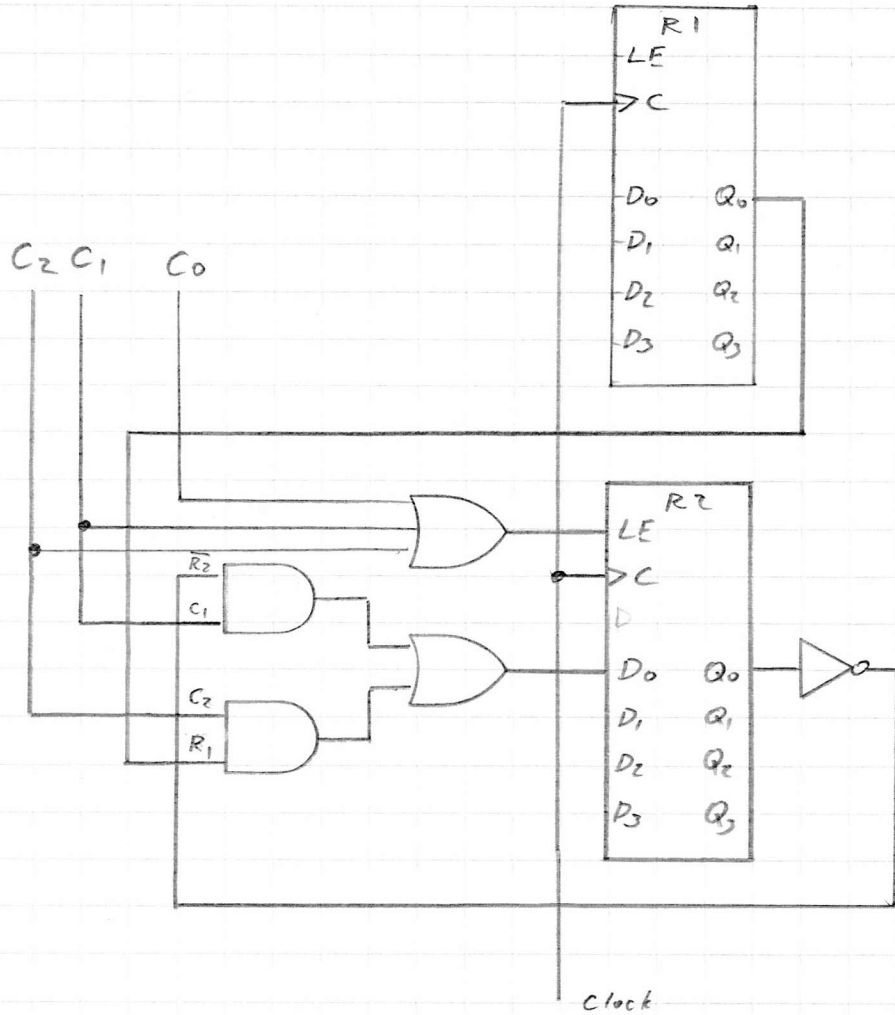 R1
LE
C
D₀ Q₀
D₁ Q₁
D₂ Q₂
D₃ Q₃
C₂ C₁ C₀
R2
LE
C
D
D₀ Q₀
D₁ Q₁
D₂ Q₂
D₃ Q₃
R̅₂
C₁
C₂
R₁
Clock